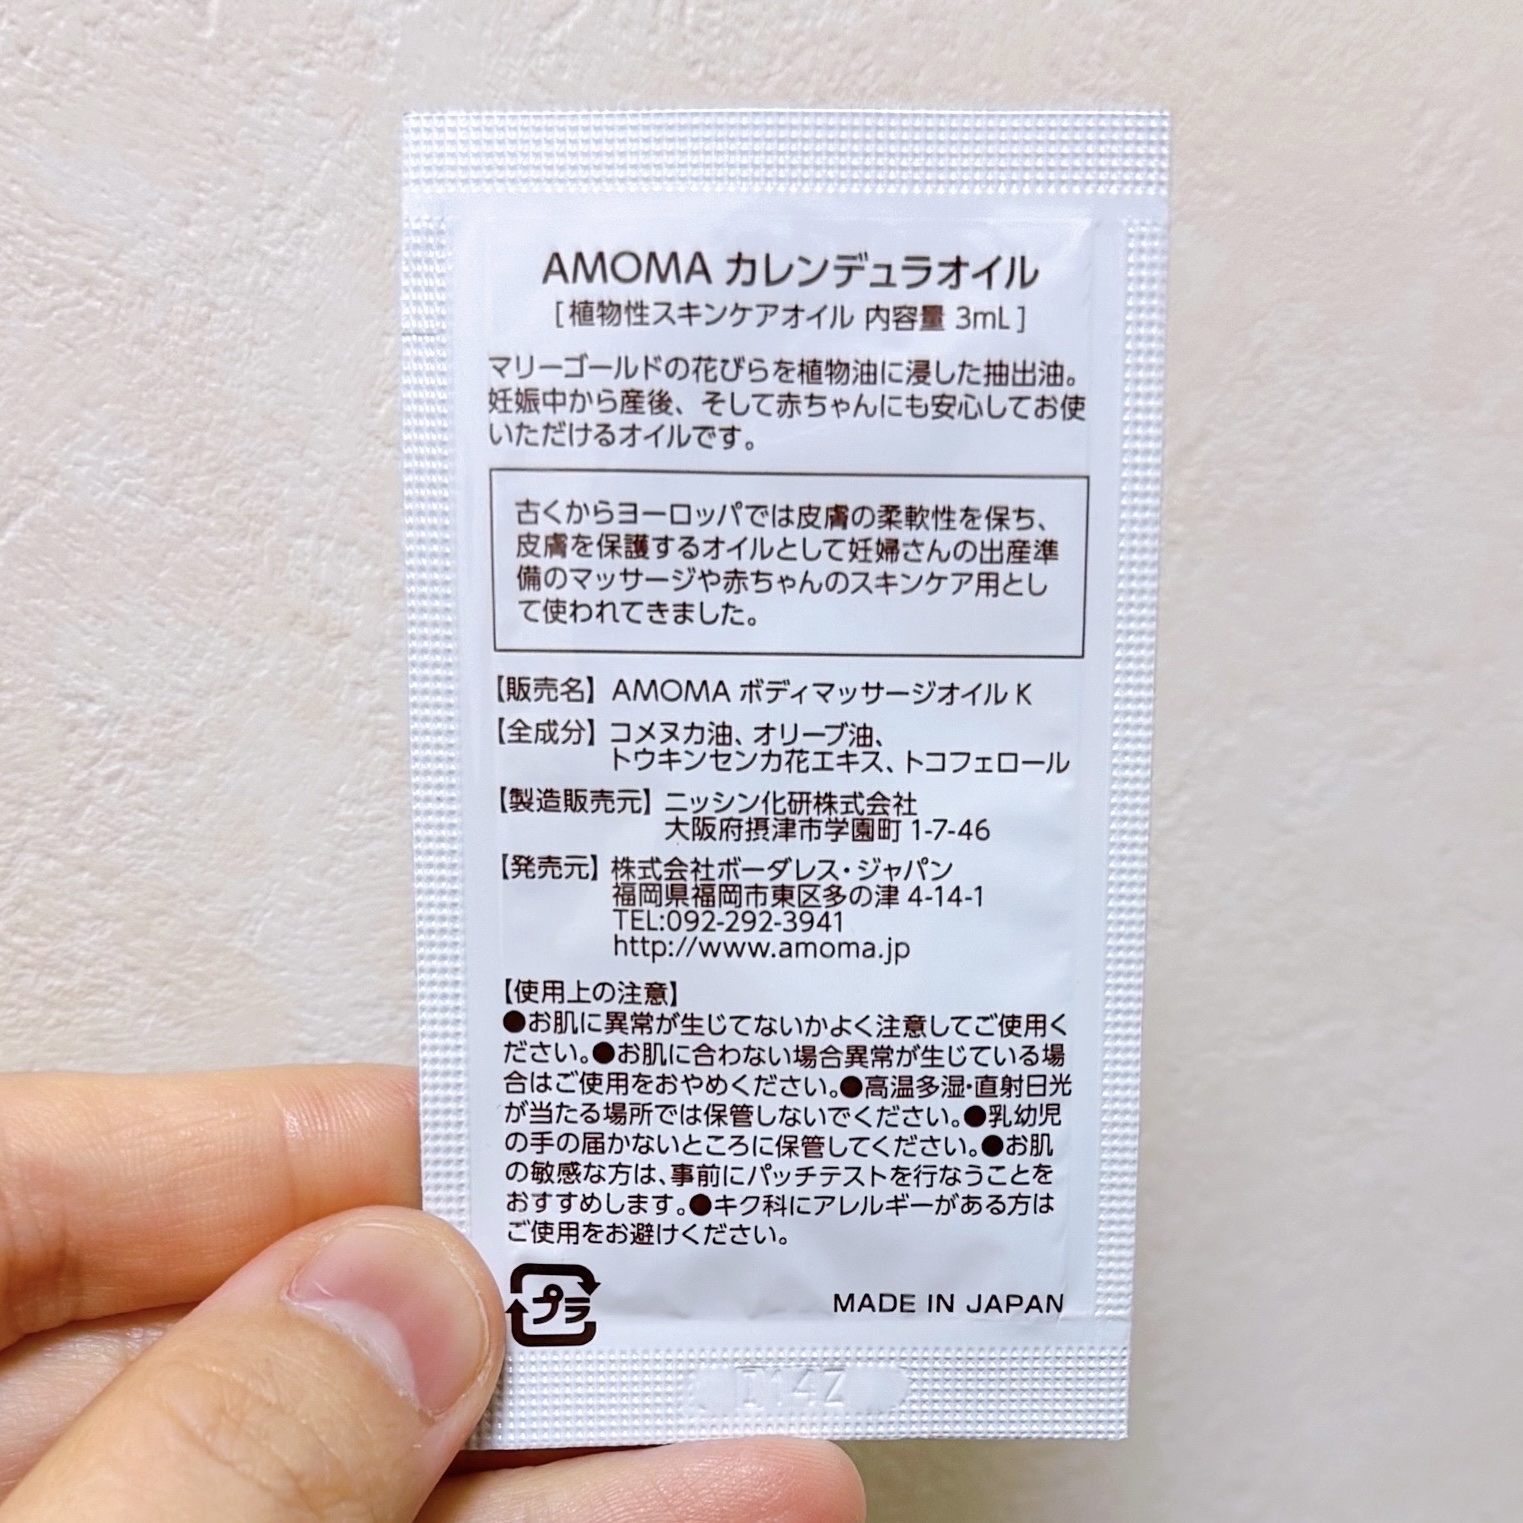 AMOMA カレンデュラオイル
[ 植物性スキンケアオイル 内容量 3mL ]
マリーゴールドの花びらを植物油に浸した抽出油。
妊娠中から産後、そして赤ちゃんにも安心してお使
いただけるオイルです。
古くからヨーロッパでは皮膚の柔軟性を保ち、
皮膚を保護するオイルとして妊婦さんの出産準
備のマッサージや赤ちゃんのスキンケア用とし
て使われてきました。
【販売名】 AMOMA ボディマッサージオイル K
【全成分】 コメヌカ油、オリーブ油、
トウキンセンカ花エキス、トコフェロール
【製造販売元】 ニッシン化研株式会社
大阪府摂津市学園町 1-7-46
【発売元】 株式会社ボーダレス・ジャパン
福岡県福岡市東区多の津 4-14-1
TEL:092-292-3941
http://www.amoma.jp
【使用上の注意】
●お肌に異常が生じてないかよく注意してご使用く
ださい。●お肌に合わない場合異常が生じている場
合はご使用をおやめください。●高温多湿・直射日光
が当たる場所では保管しないでください。●乳幼児
の手の届かないところに保管してください。●お肌
の敏感な方は、事前にパッチテストを行なうことを
おすすめします。●キク科にアレルギーがある方は
ご使用をお避けください。
プラ
MADE IN JAPAN